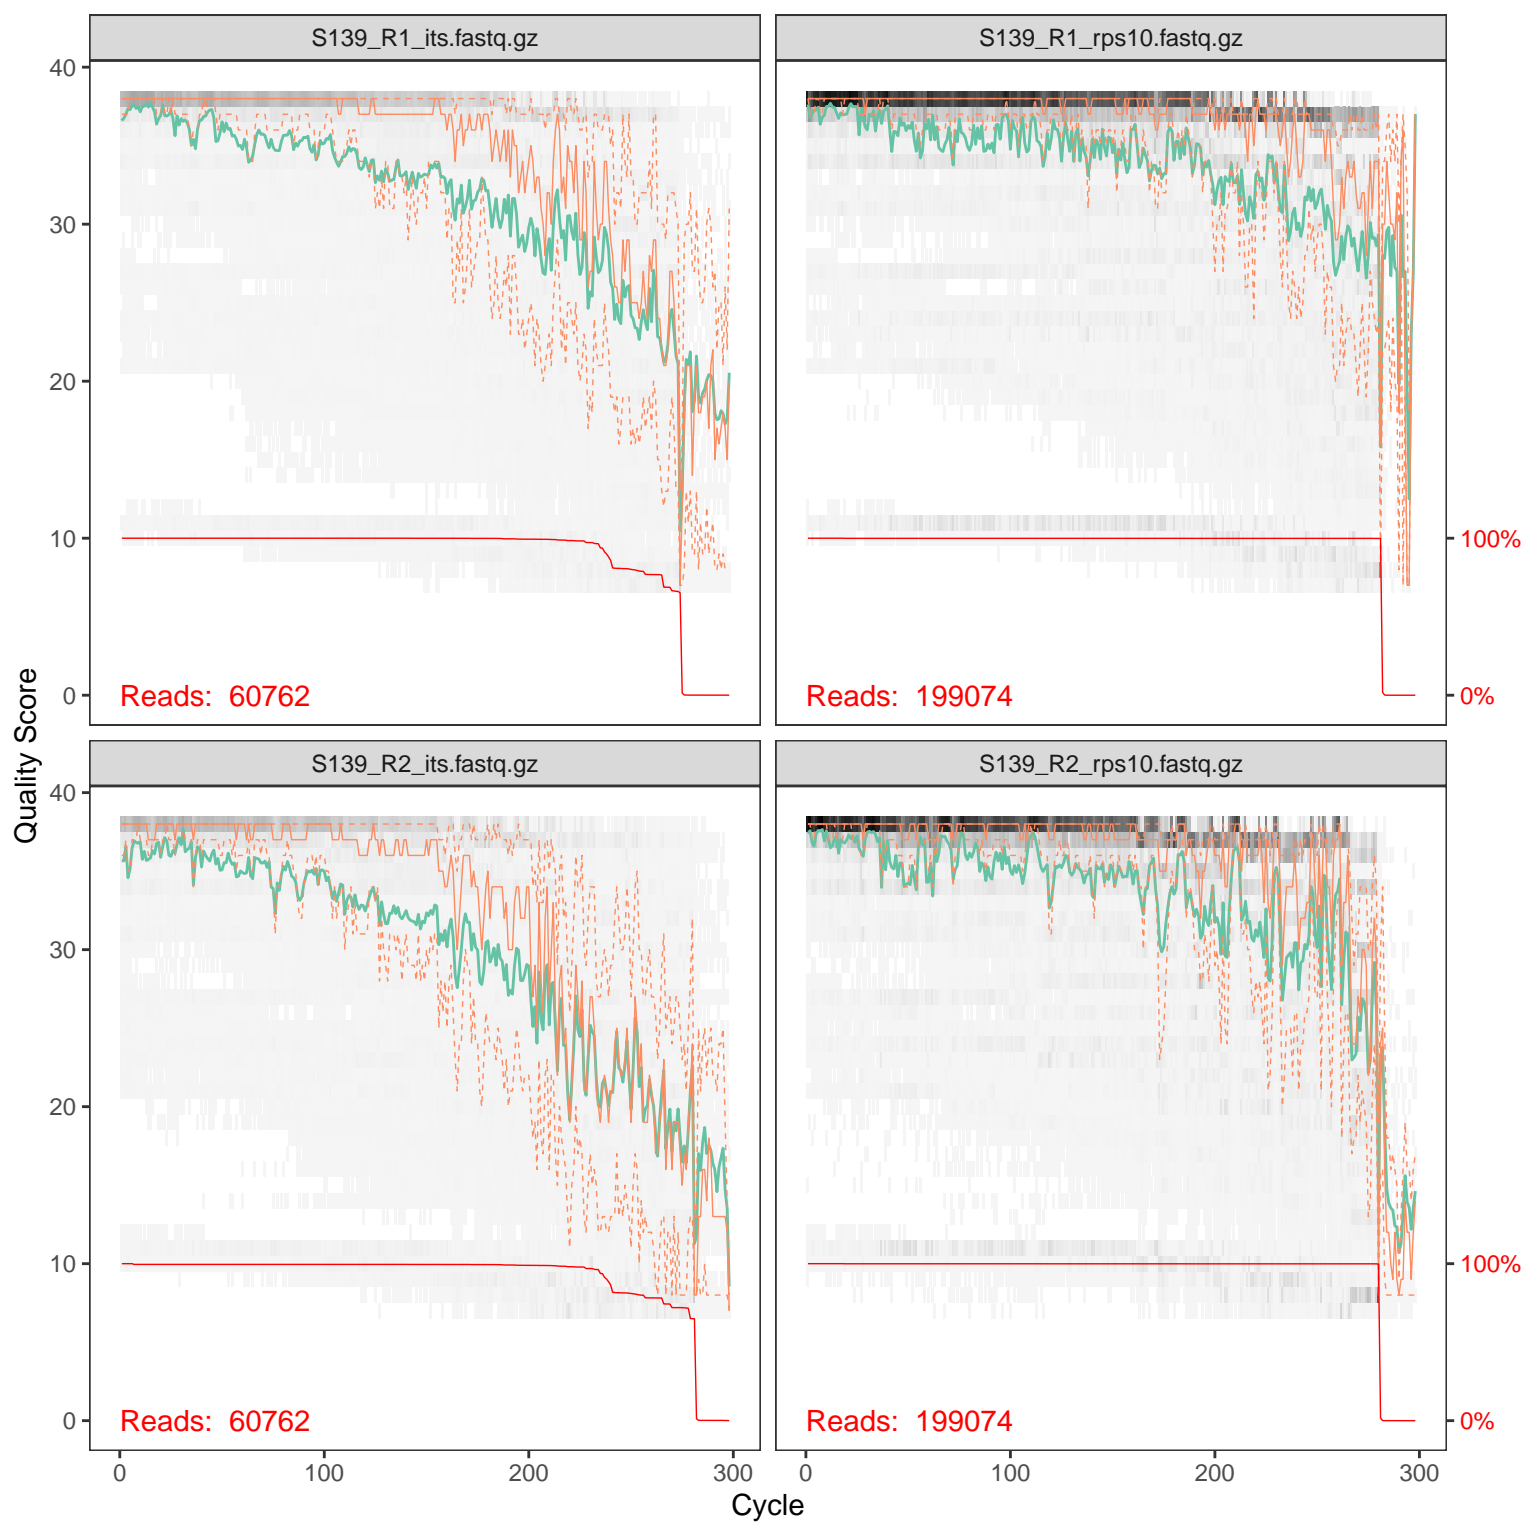 S139_R1_its.fastq.gz
S139_R1_rps10.fastq.gz
40
30
20
10
0
100%
0%
Reads: 60762
Reads: 199074
Quality Score
S139_R2_its.fastq.gz
S139_R2_rps10.fastq.gz
40
30
20
10
0
100%
0%
Reads: 60762
Reads: 199074
0 100 200 300
0 100 200 300
Cycle